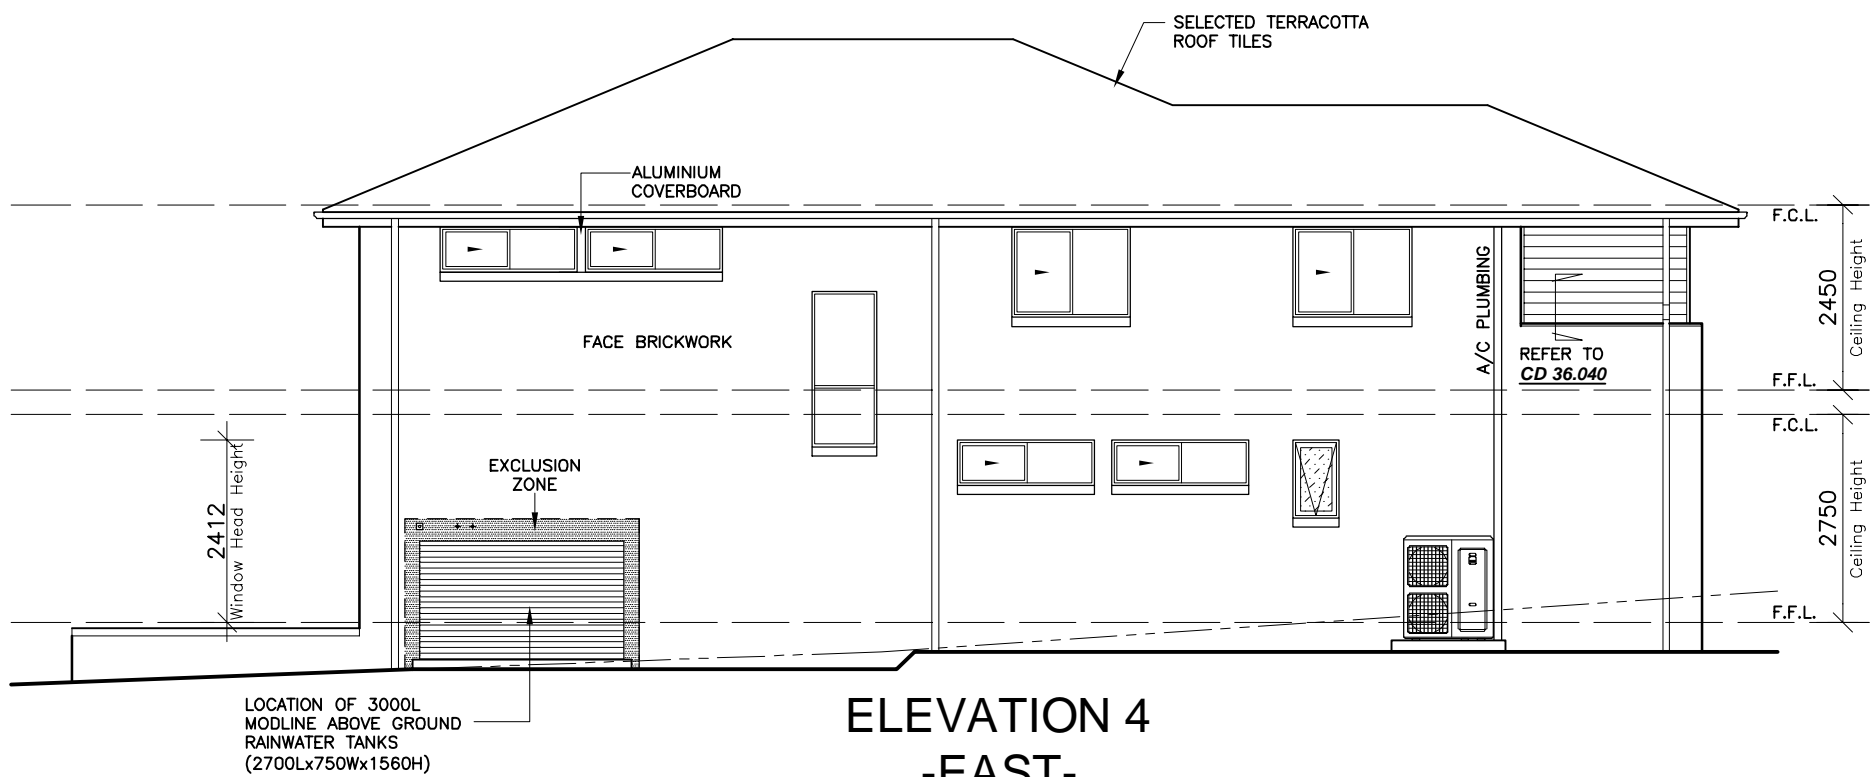 SELECTED TERRACOTTA
ROOF TILES
ALUMINIUM
COVERBOARD
F.C.L.
2450
Ceiling Height
A/C PLUMBING
FACE BRICKWORK
REFER TO
CD 36.040
F.F.L.
F.C.L.
2412
Window Head Height
EXCLUSION
ZONE
2750
Ceiling Height
F.F.L.
LOCATION OF 3000L
MODLINE ABOVE GROUND
RAINWATER TANKS
(2700Lx750Wx1560H)
ELEVATION 4
-EAST-